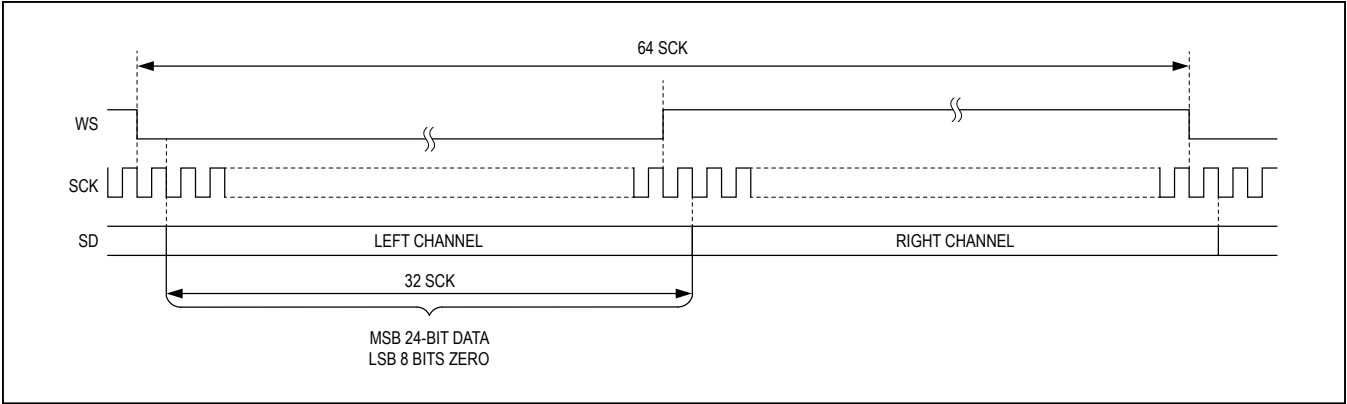 64 SCK
WS
SCK
SD
LEFT CHANNEL
RIGHT CHANNEL
32 SCK
MSB 24-BIT DATA
LSB 8 BITS ZERO